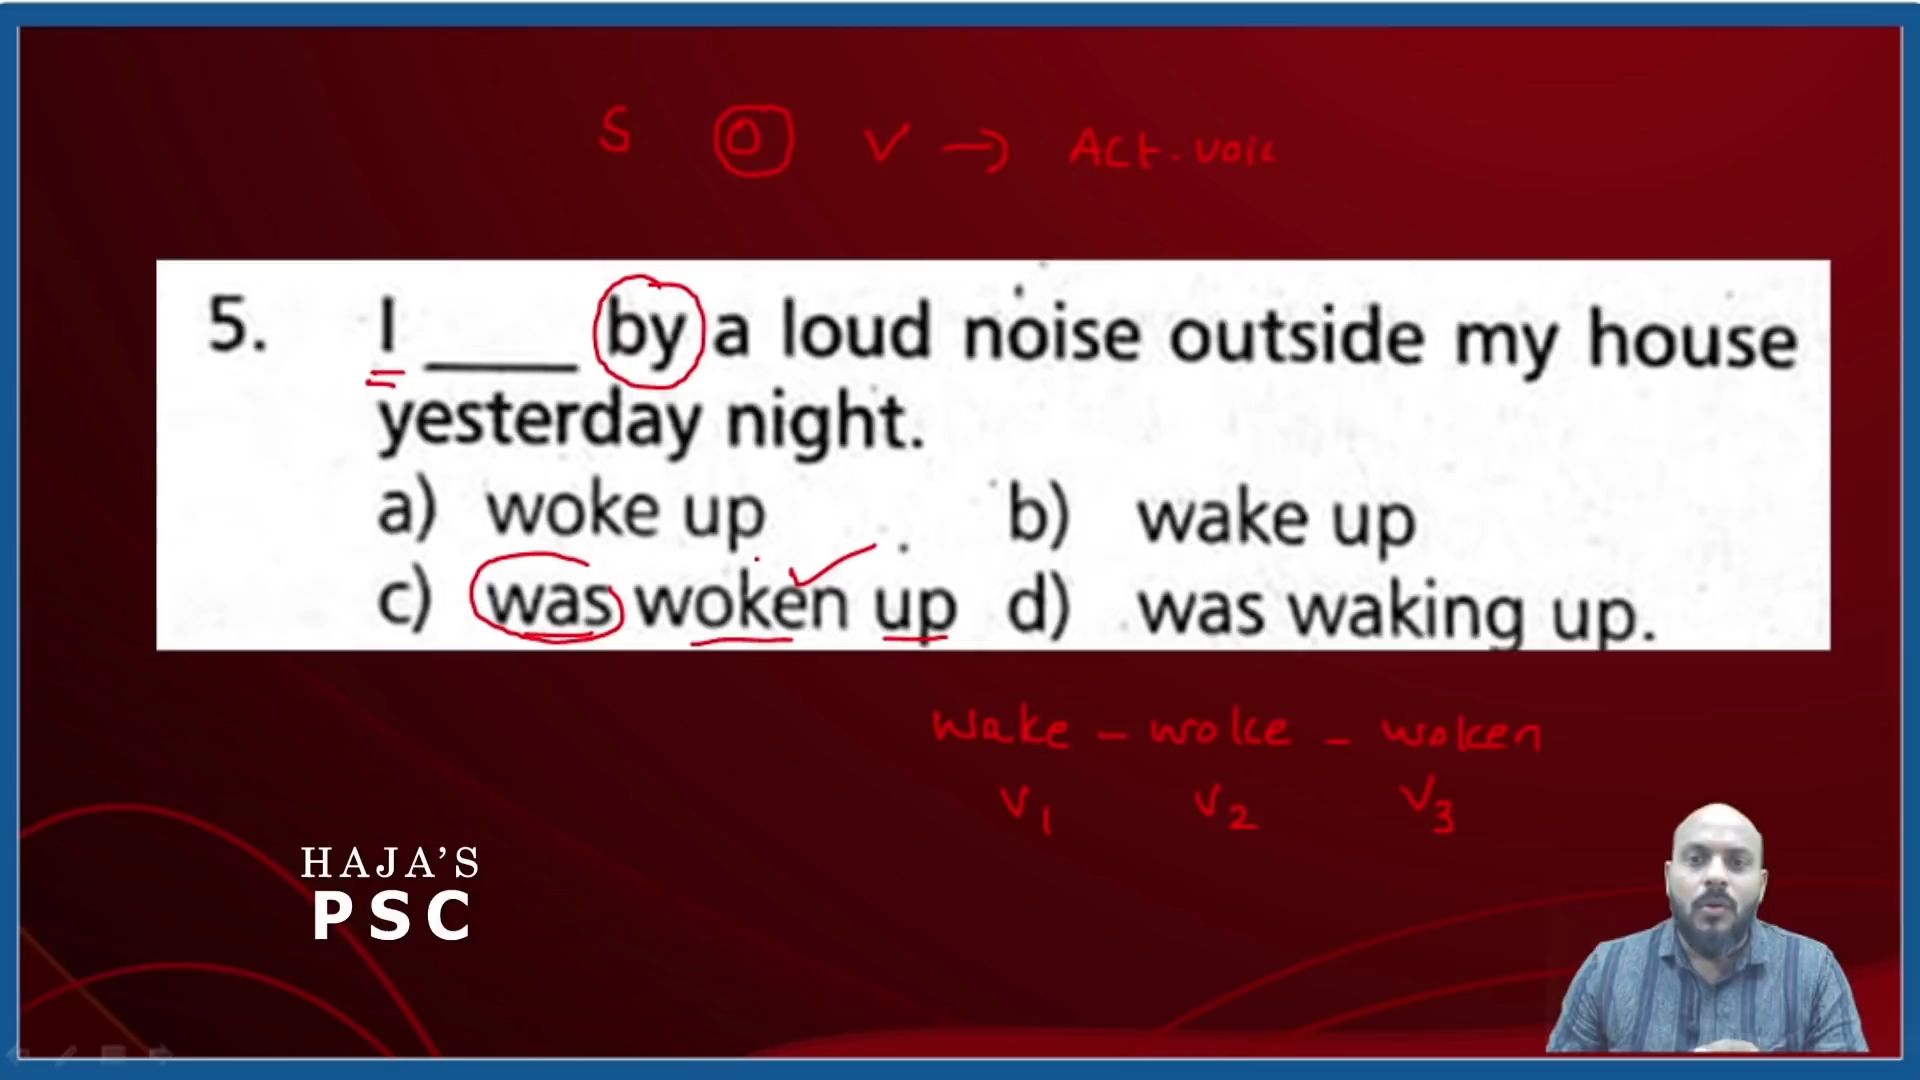 S O V → Act. voic
5. I ____ by a loud noise outside my house
yesterday night.
a) woke up b) wake up
c) was woken up d) was waking up.
wake - woke - woken
V1 V2 V3
HAJA'S
PSC